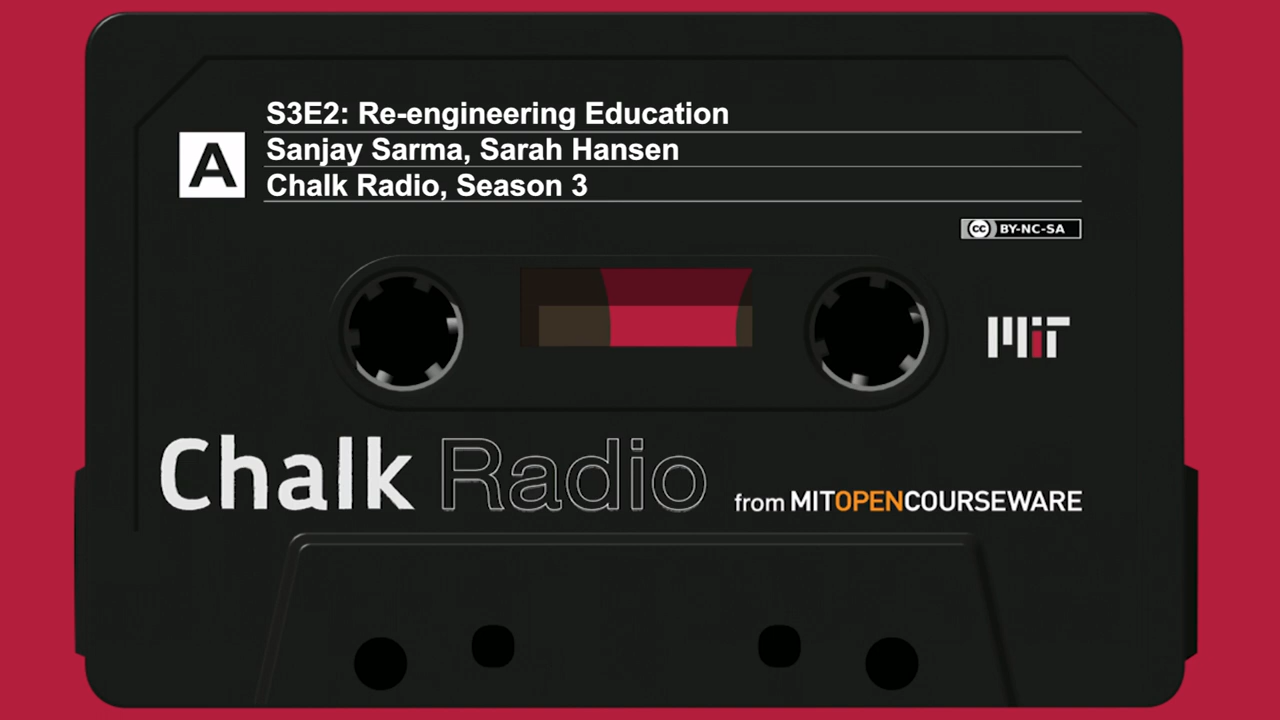 S3E2: Re-engineering Education
A
Sanjay Sarma, Sarah Hansen
Chalk Radio, Season 3
cc BY-NC-SA
MIT
Chalk Radio
from MITOPENCOURSEWARE